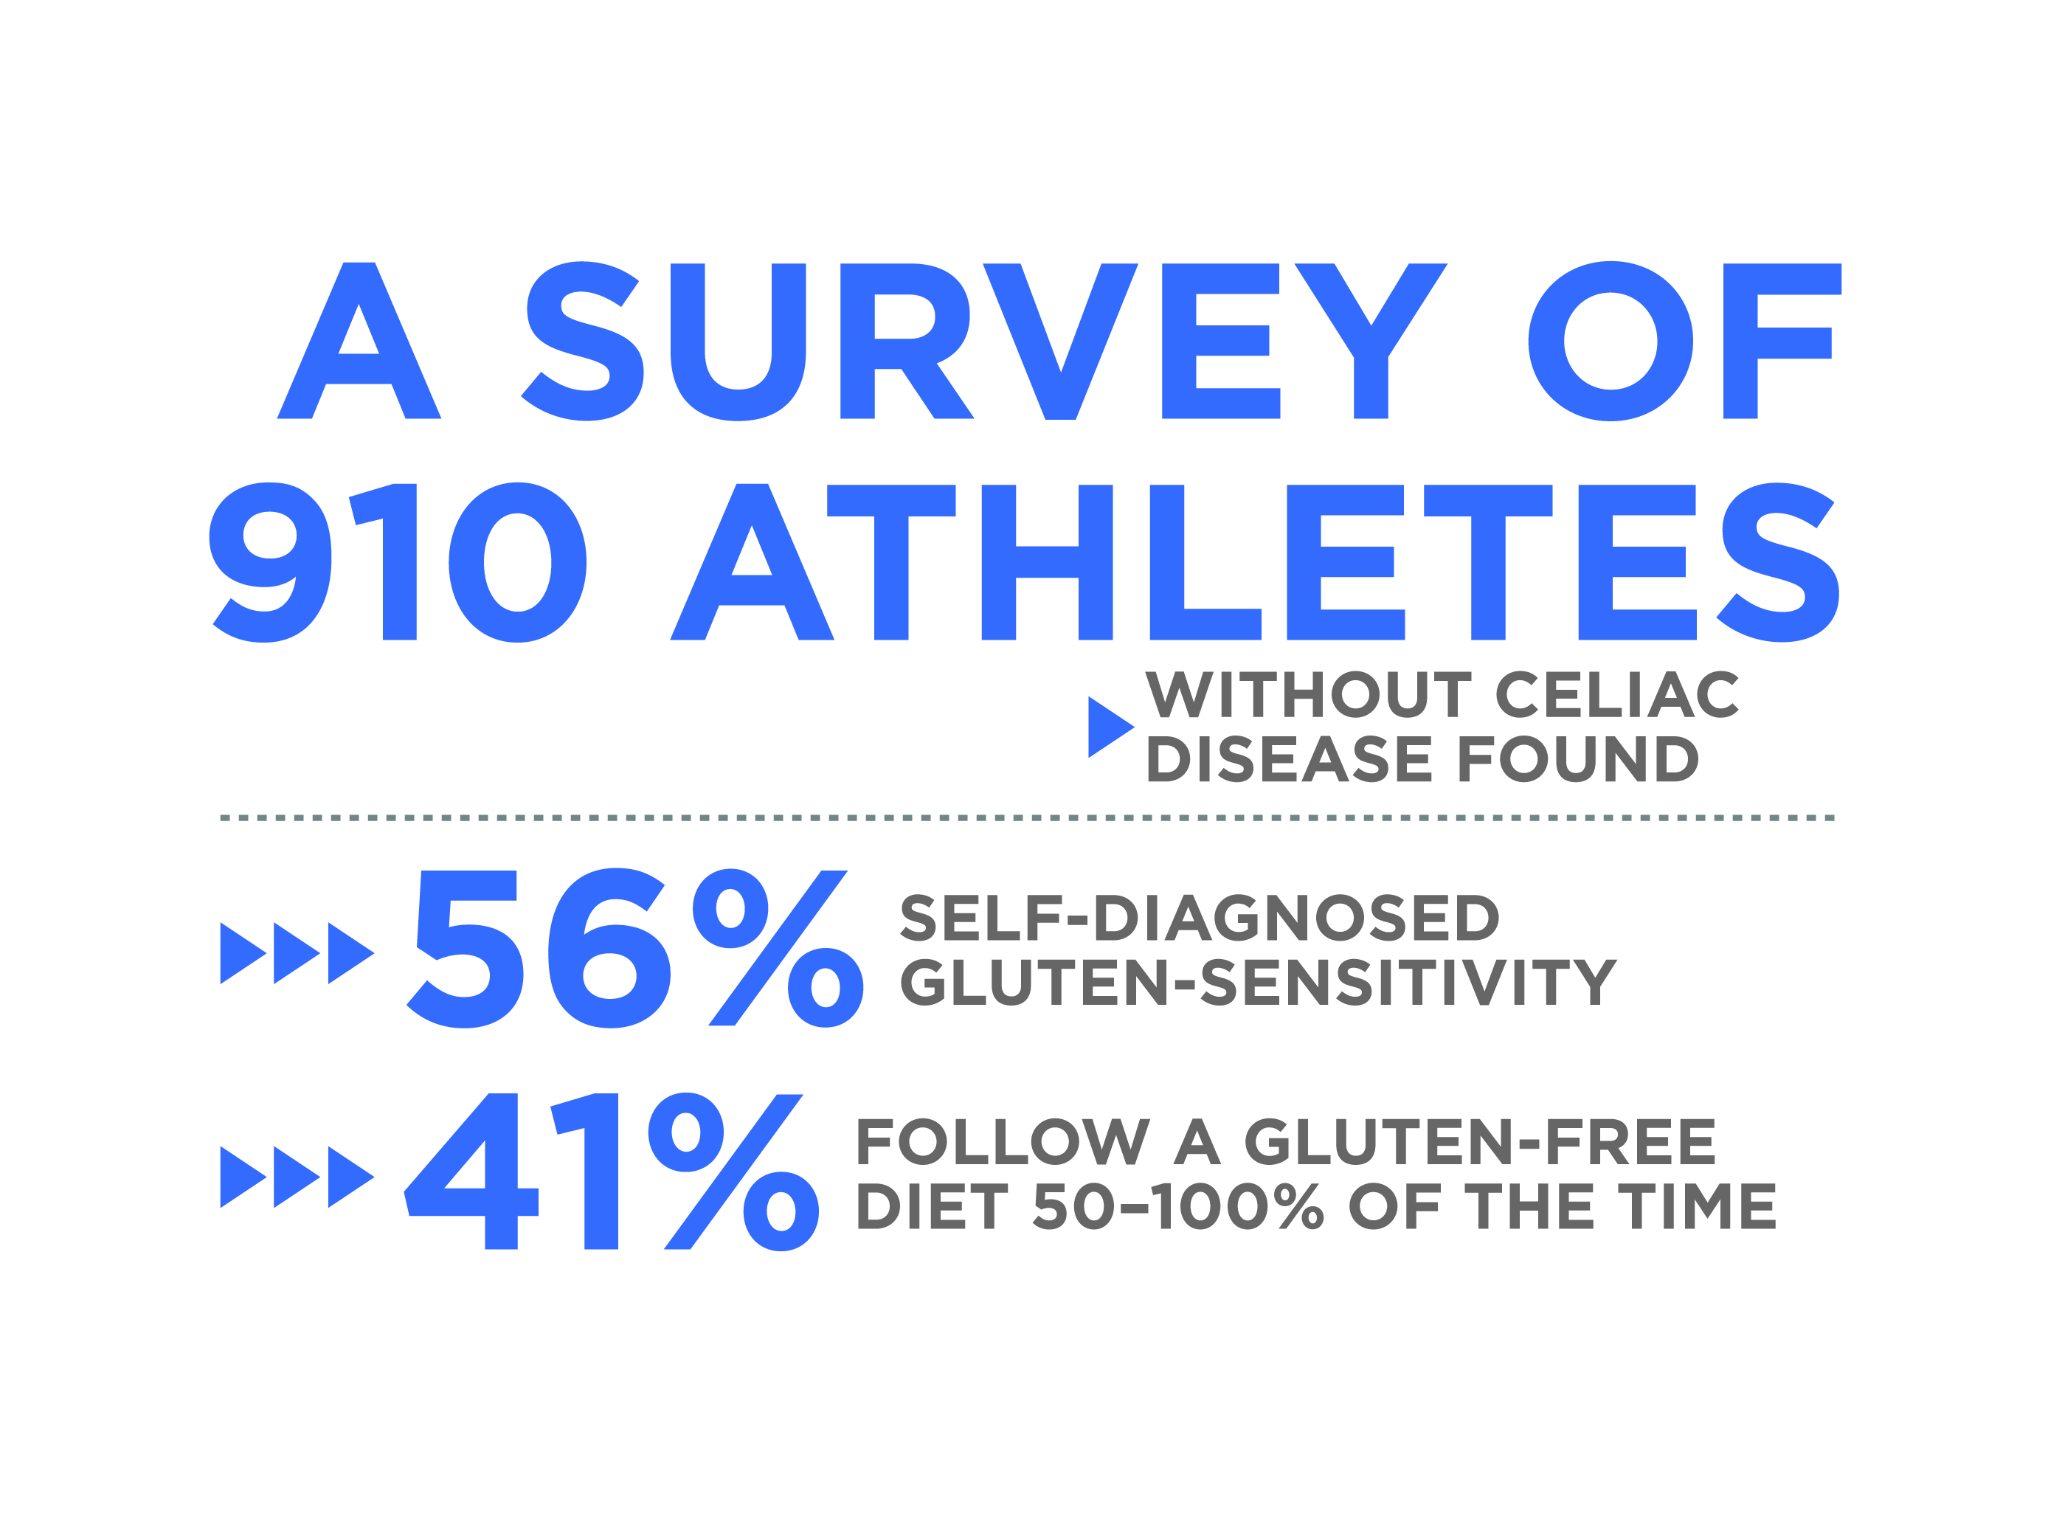 A SURVEY OF
910 ATHLETES
WITHOUT CELIAC
DISEASE FOUND
56% SELF-DIAGNOSED
GLUTEN-SENSITIVITY
41% FOLLOW A GLUTEN-FREE
DIET 50–100% OF THE TIME